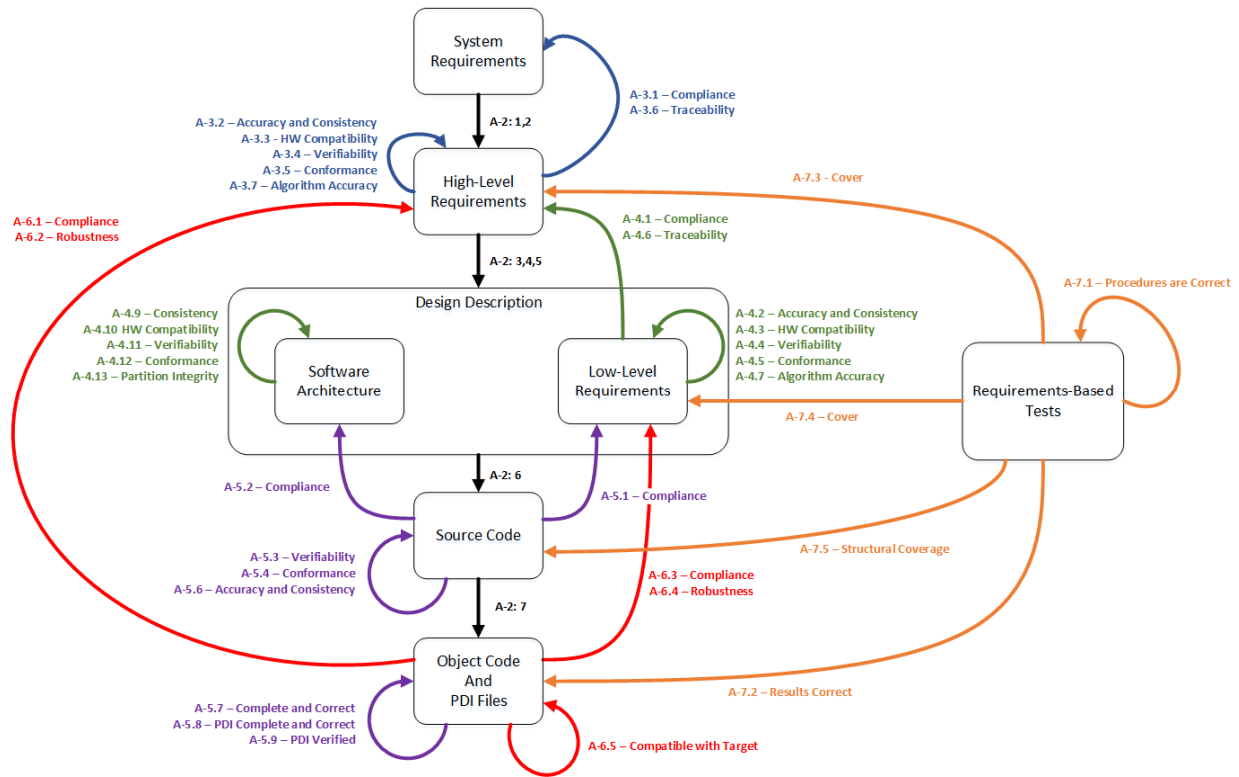 System
Requirements
A-3.1 – Compliance
A-3.6 – Traceability
A-2: 1,2
A-3.2 – Accuracy and Consistency
A-3.3 - HW Compatibility
A-3.4 – Verifiability
A-3.5 – Conformance
A-3.7 – Algorithm Accuracy
High-Level
Requirements
A-7.3 - Cover
A-6.1 – Compliance
A-6.2 – Robustness
A-4.1 – Compliance
A-4.6 – Traceability
A-2: 3,4,5
A-7.1 – Procedures are Correct
Design Description
A-4.9 – Consistency
A-4.10 HW Compatibility
A-4.11 – Verifiability
A-4.12 – Conformance
A-4.13 – Partition Integrity
Software
Architecture
Low-Level
Requirements
A-4.2 – Accuracy and Consistency
A-4.3 – HW Compatibility
A-4.4 – Verifiability
A-4.5 – Conformance
A-4.7 – Algorithm Accuracy
Requirements-Based
Tests
A-7.4 – Cover
A-2: 6
A-5.2 – Compliance
A-5.1 – Compliance
Source Code
A-7.5 – Structural Coverage
A-5.3 – Verifiability
A-5.4 – Conformance
A-5.6 – Accuracy and Consistency
A-6.3 – Compliance
A-6.4 – Robustness
A-2: 7
Object Code
And
PDI Files
A-7.2 – Results Correct
A-5.7 – Complete and Correct
A-5.8 – PDI Complete and Correct
A-5.9 – PDI Verified
A-6.5 – Compatible with Target